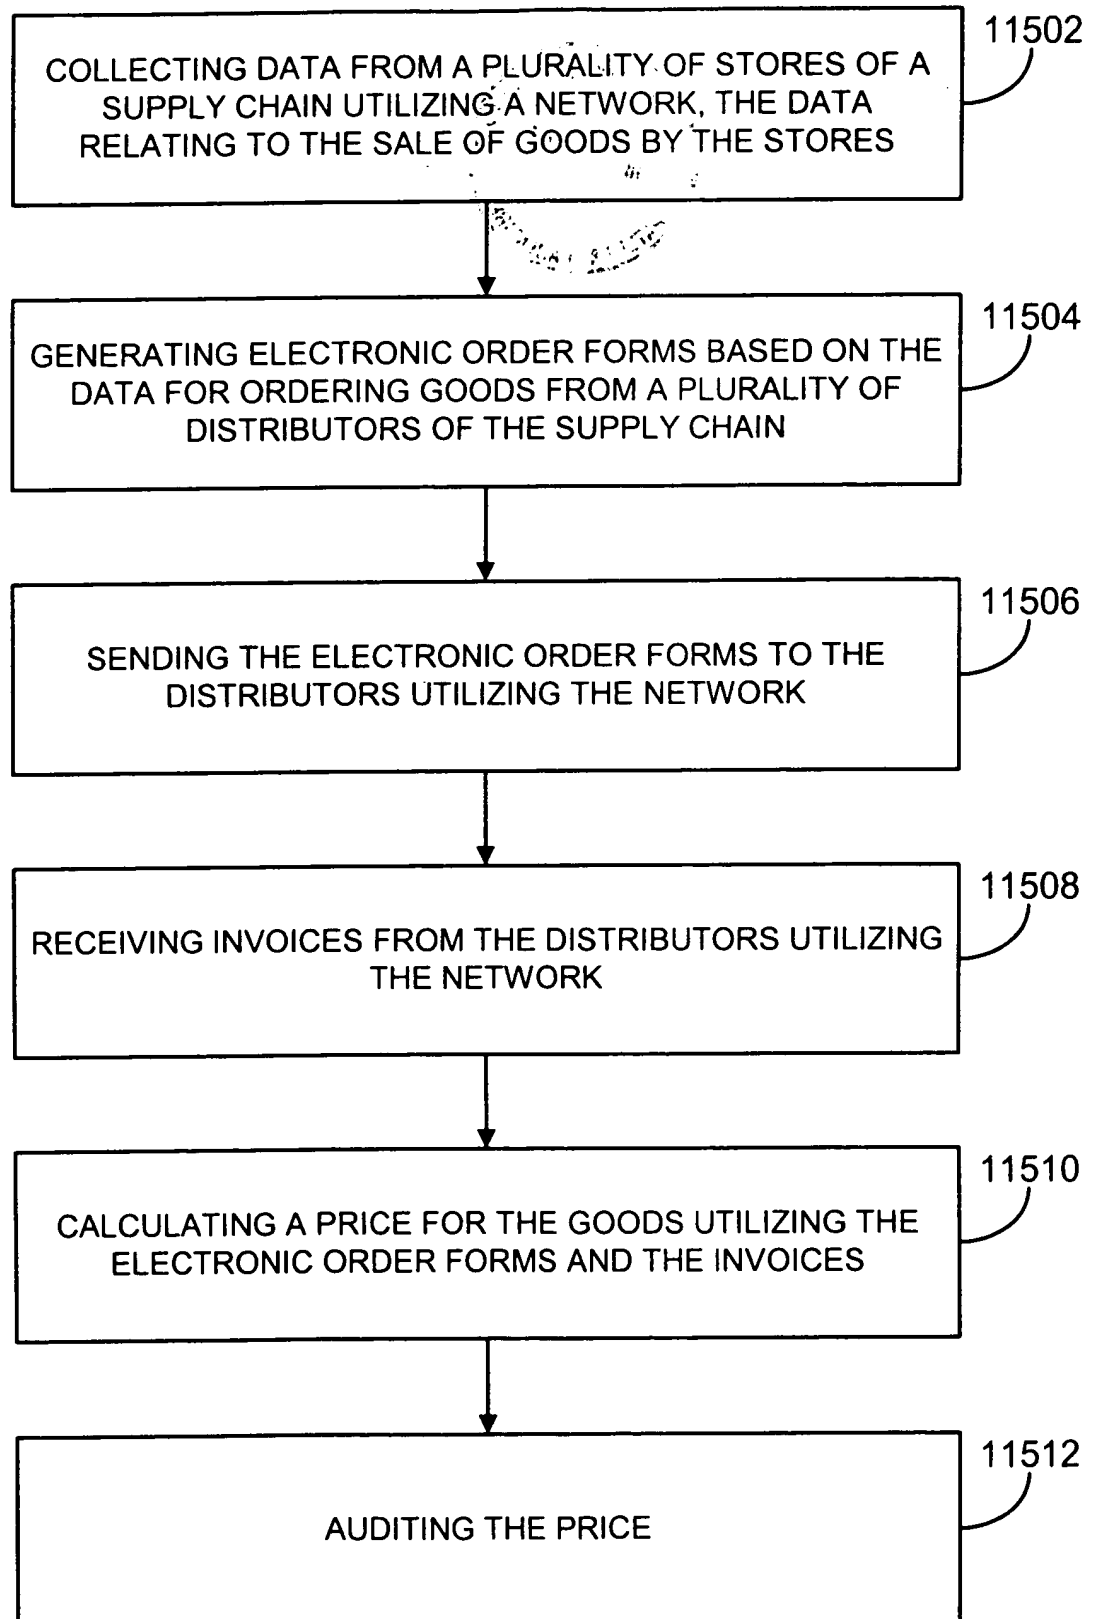 11502
COLLECTING DATA FROM A PLURALITY OF STORES OF A
SUPPLY CHAIN UTILIZING A NETWORK, THE DATA
RELATING TO THE SALE OF GOODS BY THE STORES
11504
GENERATING ELECTRONIC ORDER FORMS BASED ON THE
DATA FOR ORDERING GOODS FROM A PLURALITY OF
DISTRIBUTORS OF THE SUPPLY CHAIN
11506
SENDING THE ELECTRONIC ORDER FORMS TO THE
DISTRIBUTORS UTILIZING THE NETWORK
11508
RECEIVING INVOICES FROM THE DISTRIBUTORS UTILIZING
THE NETWORK
11510
CALCULATING A PRICE FOR THE GOODS UTILIZING THE
ELECTRONIC ORDER FORMS AND THE INVOICES
11512
AUDITING THE PRICE